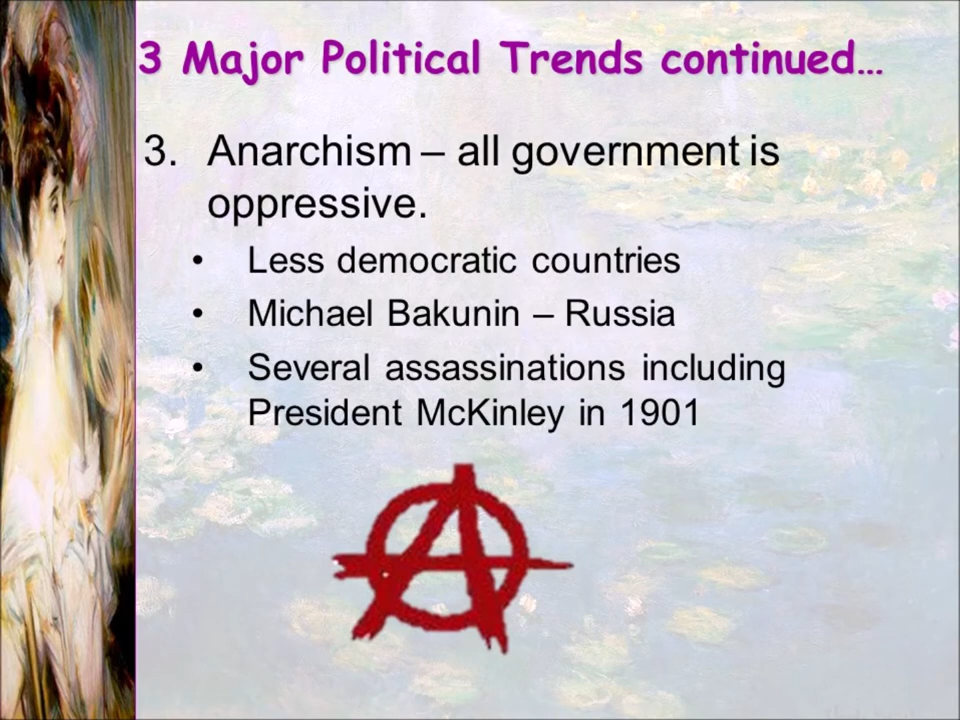 3 Major Political Trends continued…
3. Anarchism – all government is
oppressive.
• Less democratic countries
• Michael Bakunin – Russia
• Several assassinations including
President McKinley in 1901